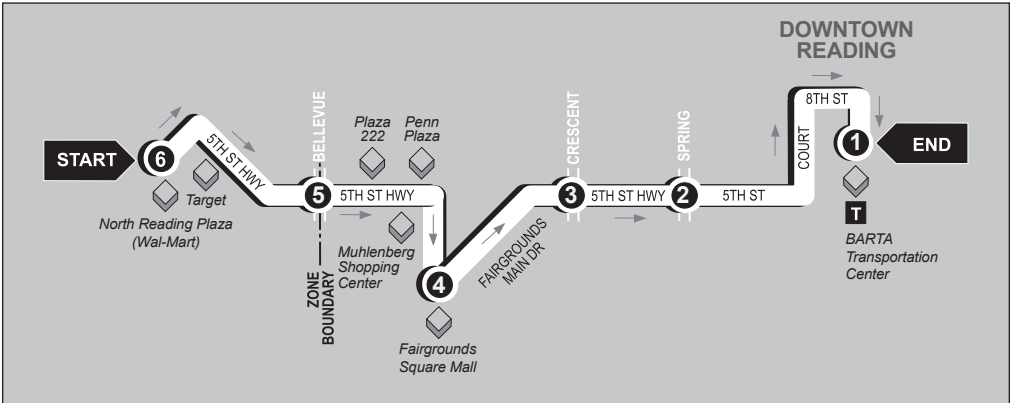 DOWNTOWN
READING
8TH ST
START
6
5TH ST HWY
BELLEVUE
Plaza
222
Penn
Plaza
CRESCENT
SPRING
COURT
1
END
Target
North Reading Plaza
(Wal-Mart)
5
5TH ST HWY
3
5TH ST HWY
2
5TH ST
T
BARTA
Transportation
Center
Muhlenberg
Shopping
Center
ZONE
BOUNDARY
4
FAIRGROUNDS
MAIN DR
Fairgrounds
Square Mall